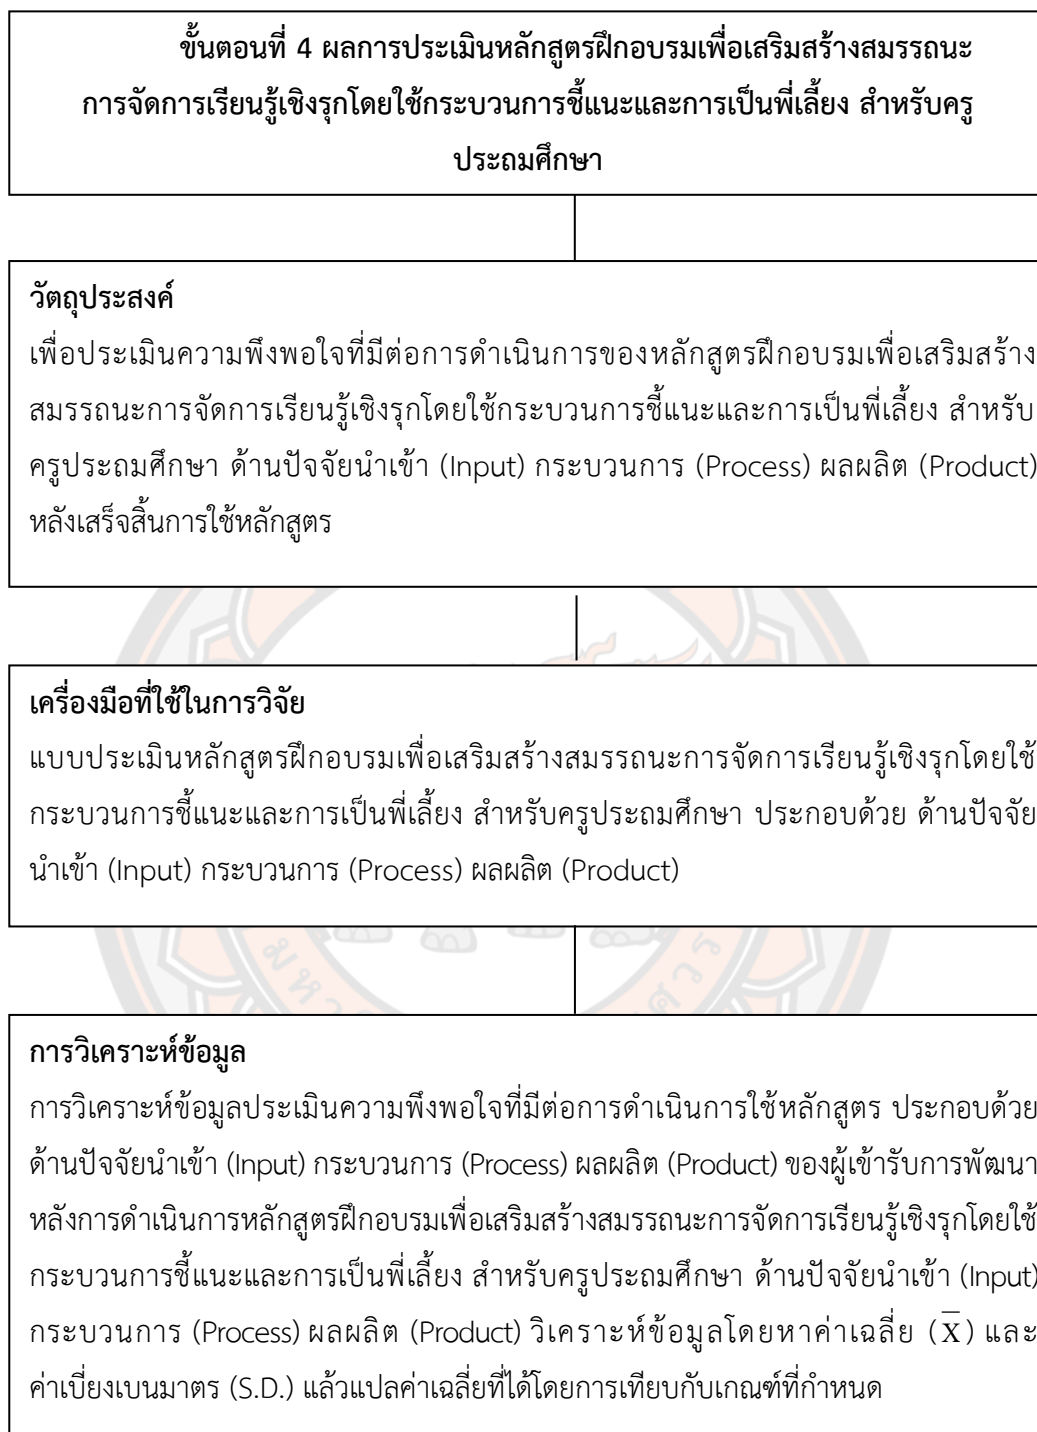 ขั้นตอนที่ 4 ผลการประเมินหลักสูตรฝึกอบรมเพื่อเสริมสร้างสมรรถนะ
การจัดการเรียนรู้เชิงรุกโดยใช้กระบวนการชี้แนะและการเป็นพี่เลี้ยง สำหรับครู
ประถมศึกษา
วัตถุประสงค์
เพื่อประเมินความพึงพอใจที่มีต่อการดำเนินการของหลักสูตรฝึกอบรมเพื่อเสริมสร้าง
สมรรถนะการจัดการเรียนรู้เชิงรุกโดยใช้กระบวนการชี้แนะและการเป็นพี่เลี้ยง สำหรับ
ครูประถมศึกษา ด้านปัจจัยนำเข้า (Input) กระบวนการ (Process) ผลผลิต (Product)
หลังเสร็จสิ้นการใช้หลักสูตร
เครื่องมือที่ใช้ในการวิจัย
แบบประเมินหลักสูตรฝึกอบรมเพื่อเสริมสร้างสมรรถนะการจัดการเรียนรู้เชิงรุกโดยใช้
กระบวนการชี้แนะและการเป็นพี่เลี้ยง สำหรับครูประถมศึกษา ประกอบด้วย ด้านปัจจัย
นำเข้า (Input) กระบวนการ (Process) ผลผลิต (Product)
การวิเคราะห์ข้อมูล
การวิเคราะห์ข้อมูลประเมินความพึงพอใจที่มีต่อการดำเนินการใช้หลักสูตร ประกอบด้วย
ด้านปัจจัยนำเข้า (Input) กระบวนการ (Process) ผลผลิต (Product) ของผู้เข้ารับการพัฒนา
หลังการดำเนินการหลักสูตรฝึกอบรมเพื่อเสริมสร้างสมรรถนะการจัดการเรียนรู้เชิงรุกโดยใช้
กระบวนการชี้แนะและการเป็นพี่เลี้ยง สำหรับครูประถมศึกษา ด้านปัจจัยนำเข้า (Input)
กระบวนการ (Process) ผลผลิต (Product) วิเคราะห์ข้อมูลโดยหาค่าเฉลี่ย (X̄) และ
ค่าเบี่ยงเบนมาตร (S.D.) แล้วแปลค่าเฉลี่ยที่ได้โดยการเทียบกับเกณฑ์ที่กำหนด